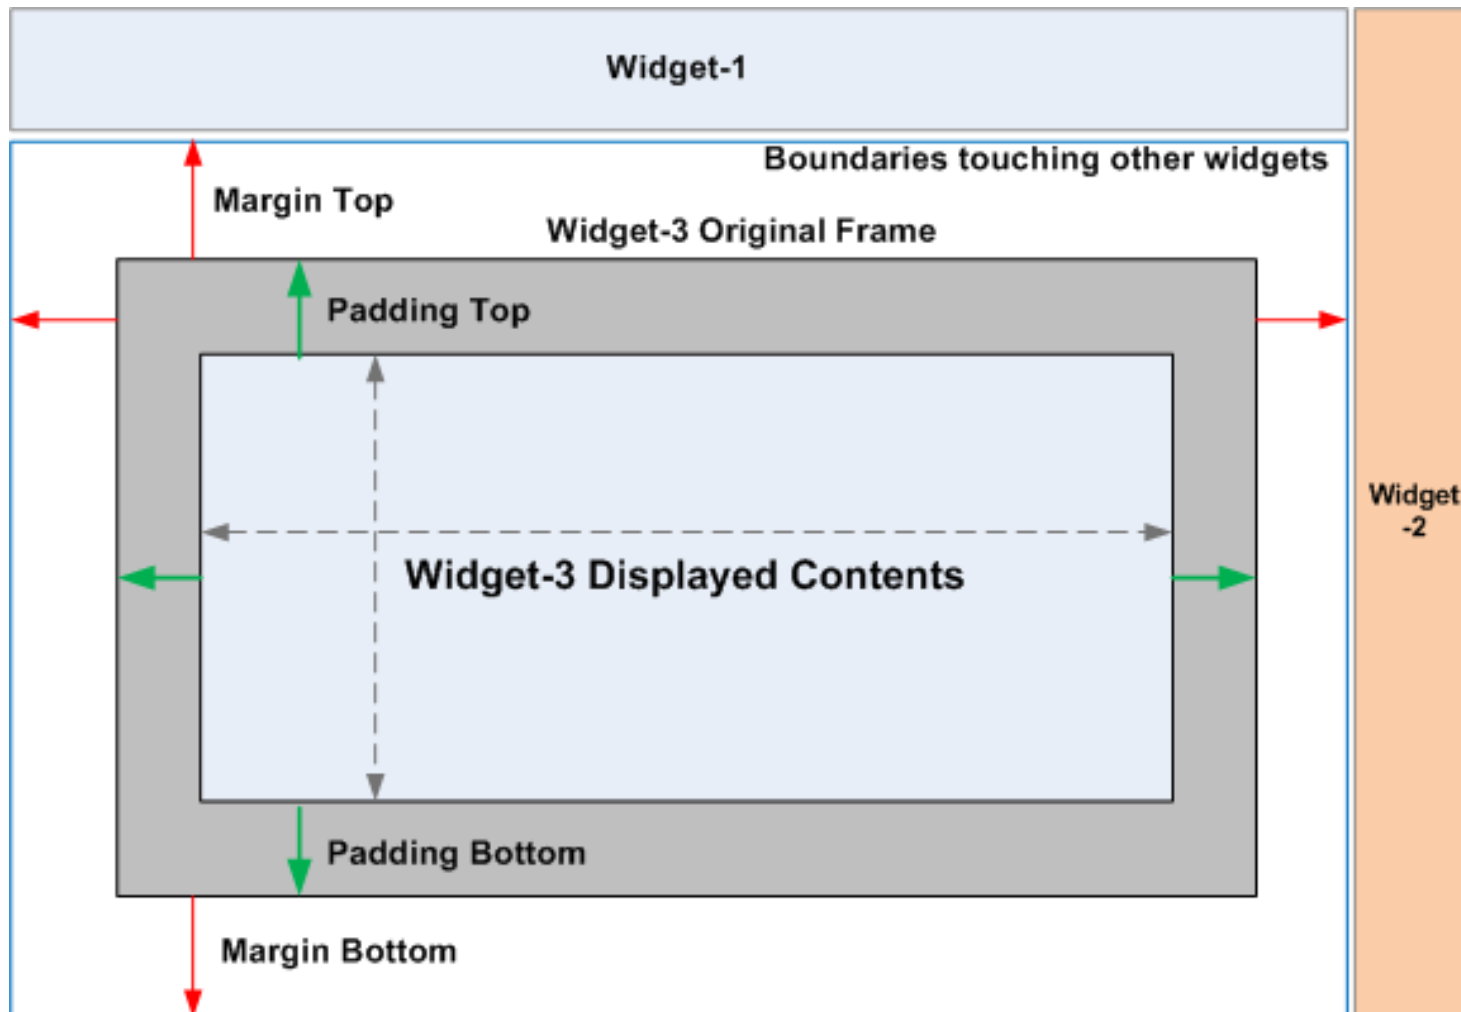 Widget-1
Boundaries touching other widgets
Margin Top
Widget-3 Original Frame
Padding Top
Widget
-2
Widget-3 Displayed Contents
Padding Bottom
Margin Bottom